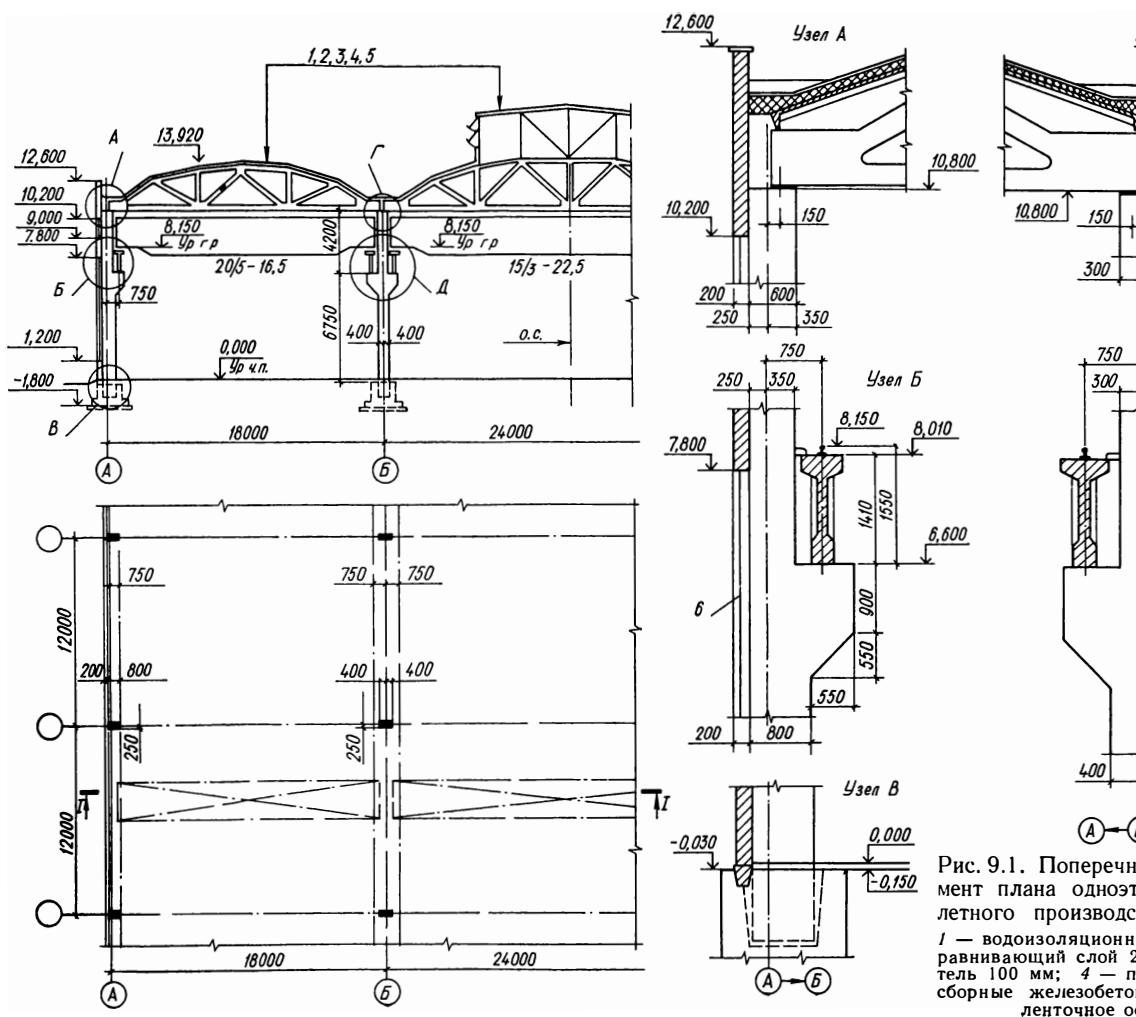 1,2,3,4,5
А
13,920
Г
12,600
10,200
9,000
7,800
8,150
Ур г.р
8,150
Ур г.р
4200
20/5-16,5
15/3-22,5
Б
Д
750
6750
400
400
о.с.
1,200
0,000
Ур ч.п.
-1,800
В
18000
24000
А
Б
750
750
750
12000
200
800
400
400
250
250
I
I
12000
18000
24000
А
Б
12,600
Узел А
10,800
10,200
150
200
600
250
350
10,800
150
300
750
250
350
Узел Б
8,150
8,010
7,800
1410
1550
6,600
6
900
550
550
200
800
750
300
400
А
Узел В
-0,030
0,000
-0,150
А
Б
Рис. 9.1. Поперечн
мент плана одноэт
летного производс
1 — водоизоляционн
равнивающий слой 2
тель 100 мм; 4 — п
сборные железобето
ленточное ос